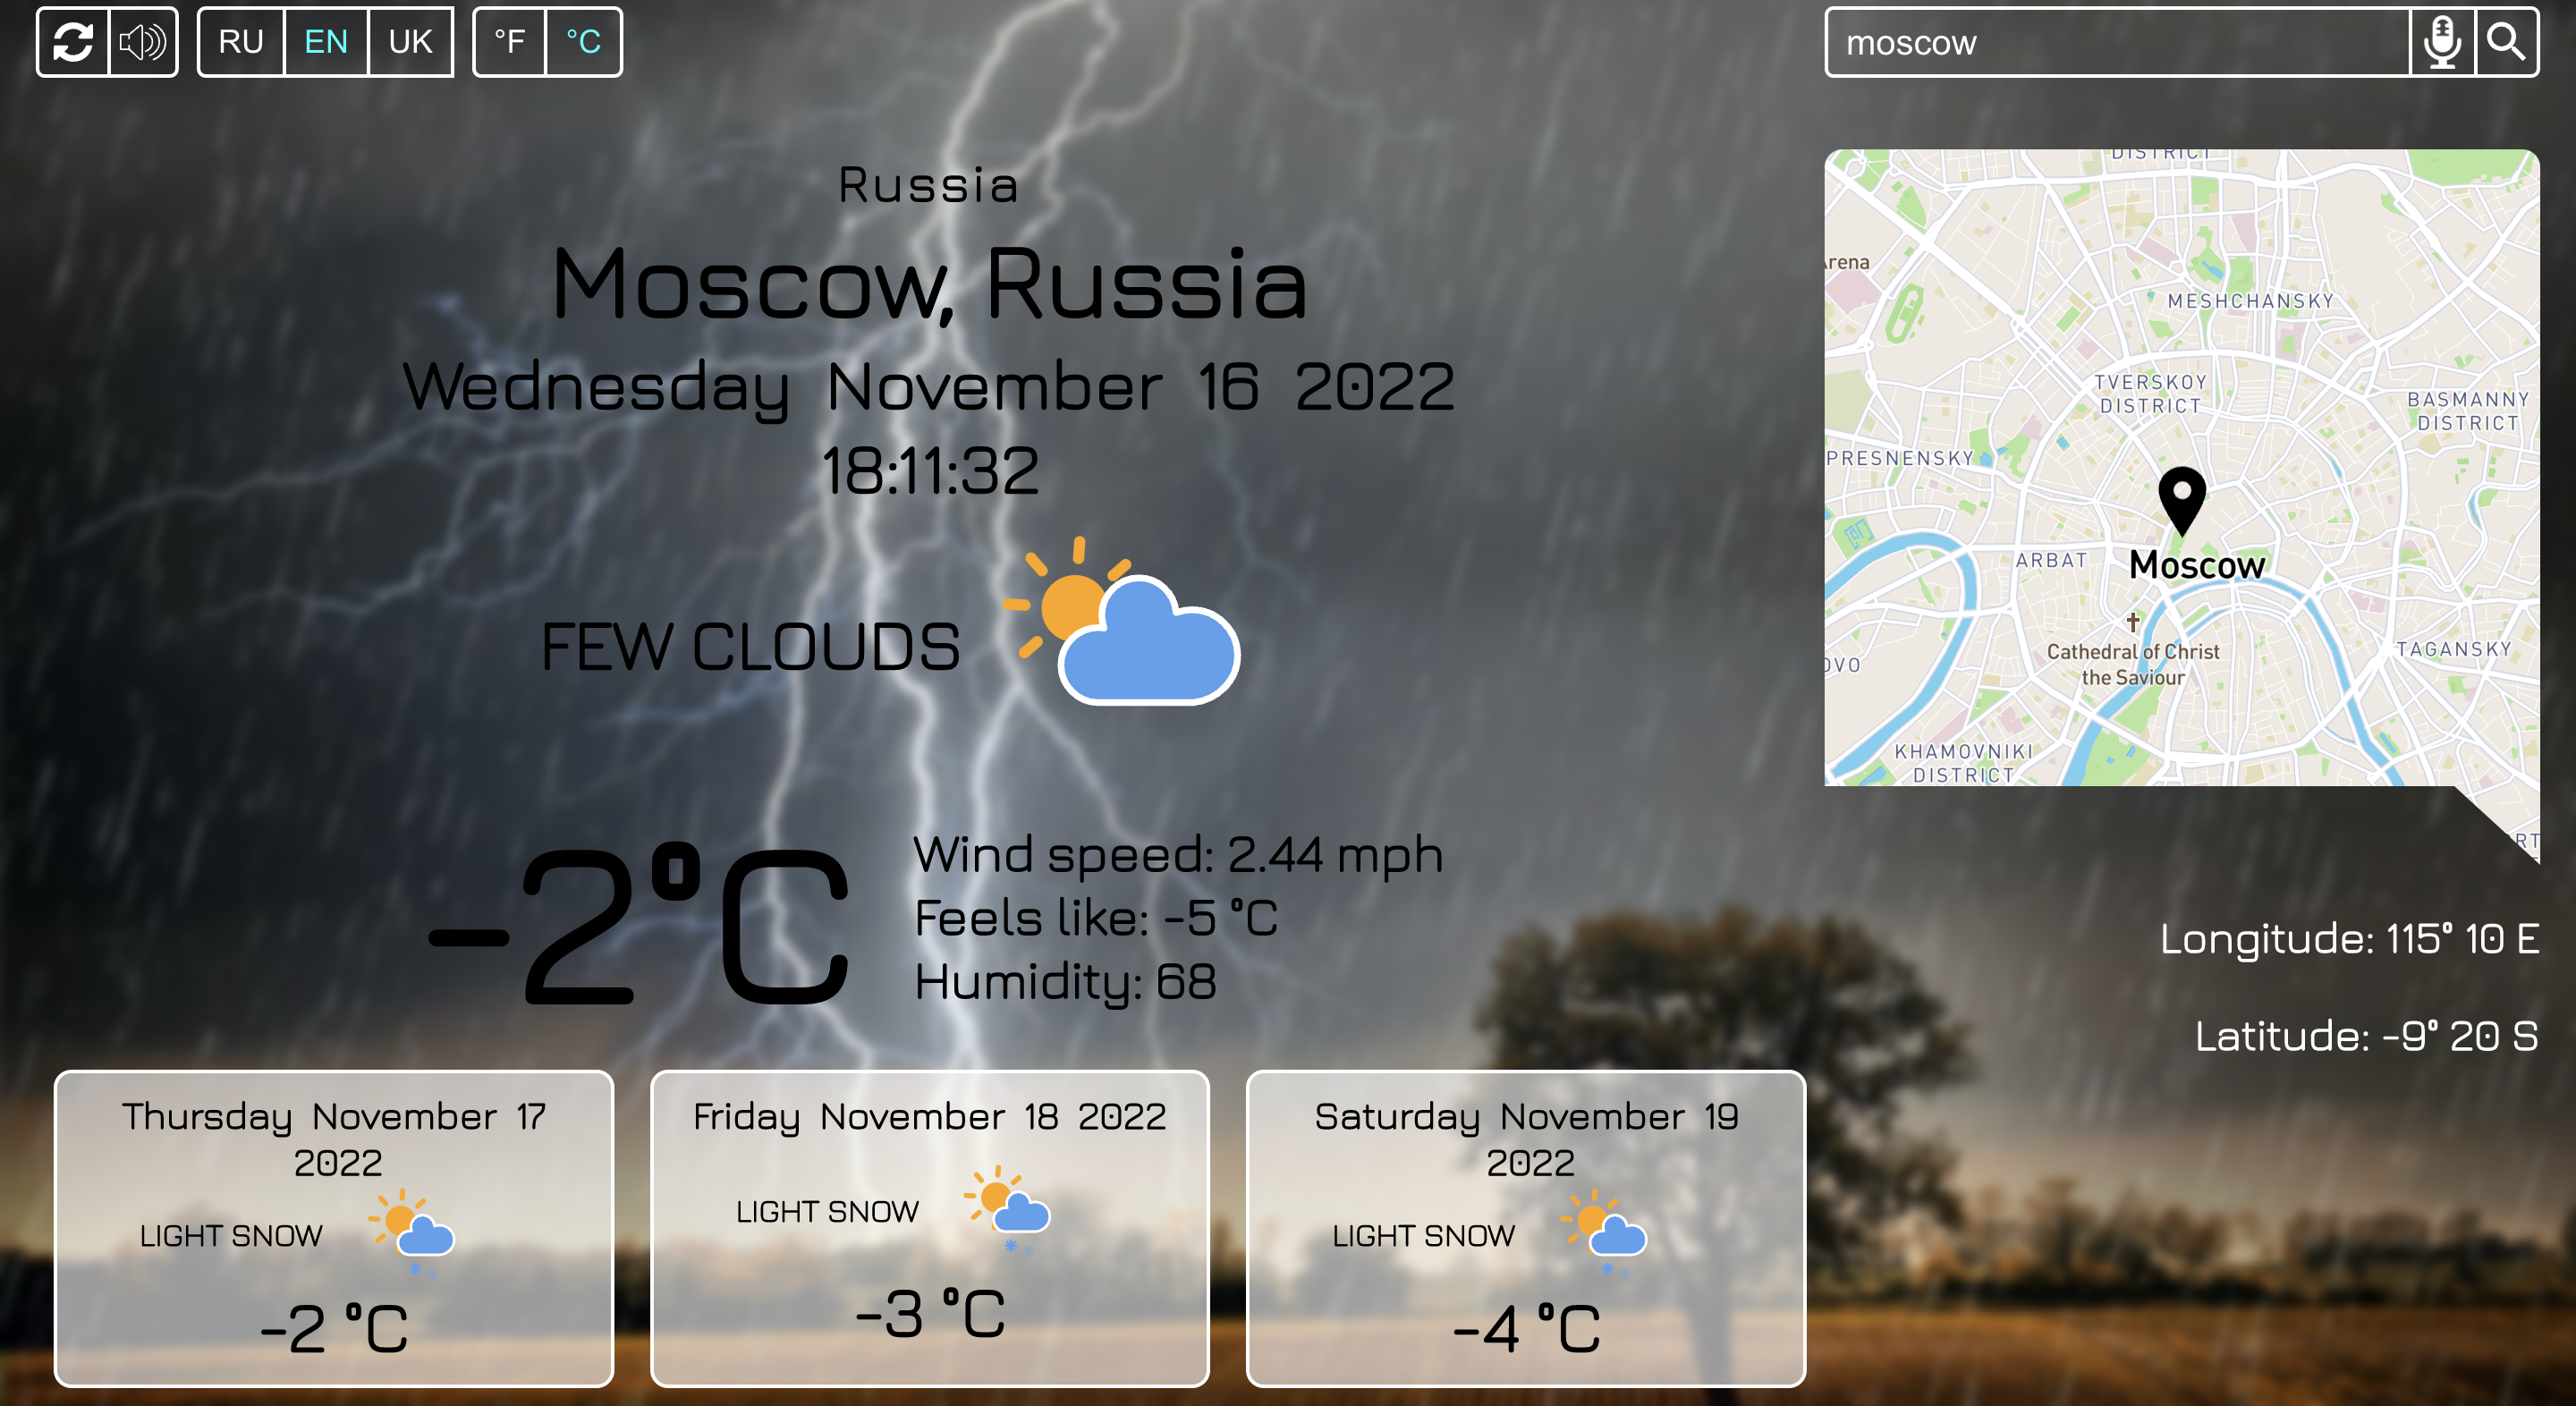 RU EN UK °F °C
moscow
Russia
Moscow, Russia
Wednesday November 16 2022
18:11:32
FEW CLOUDS
-2°C
Wind speed: 2.44 mph
Feels like: -5 °C
Humidity: 68
DISTRICT
MESHCHANSKY
TVERSKOY
DISTRICT
BASMANNY
DISTRICT
PRESNENSKY
ARBAT
Moscow
Cathedral of Christ
the Saviour
TAGANSKY
KHAMOVNIKI
DISTRICT
Longitude: 115° 10 E
Latitude: -9° 20 S
Thursday November 17
2022
LIGHT SNOW
-2 °C
Friday November 18 2022
LIGHT SNOW
-3 °C
Saturday November 19
2022
LIGHT SNOW
-4 °C